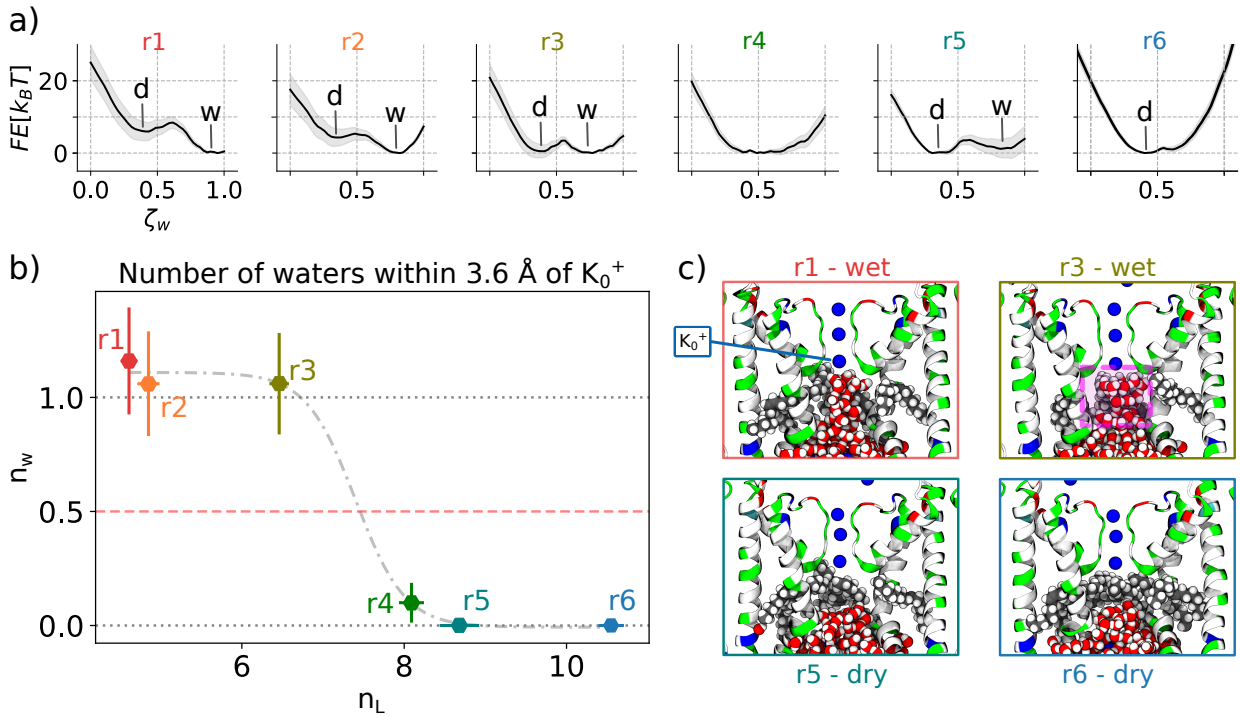 a)
r1 r2 r3 r4 r5 r6
FE[k_BT]
20
10
0
d w d w d w d w d
0.0 0.5 1.0 0.5 0.5 0.5 0.5 0.5
ζ_w
b)
Number of waters within 3.6 Å of K₀⁺
n_w
1.0
0.5
0.0
r1
r2
r3
r4
r5
r6
6 8 10
n_L
c)
r1 - wet
r3 - wet
K₀⁺
r5 - dry
r6 - dry